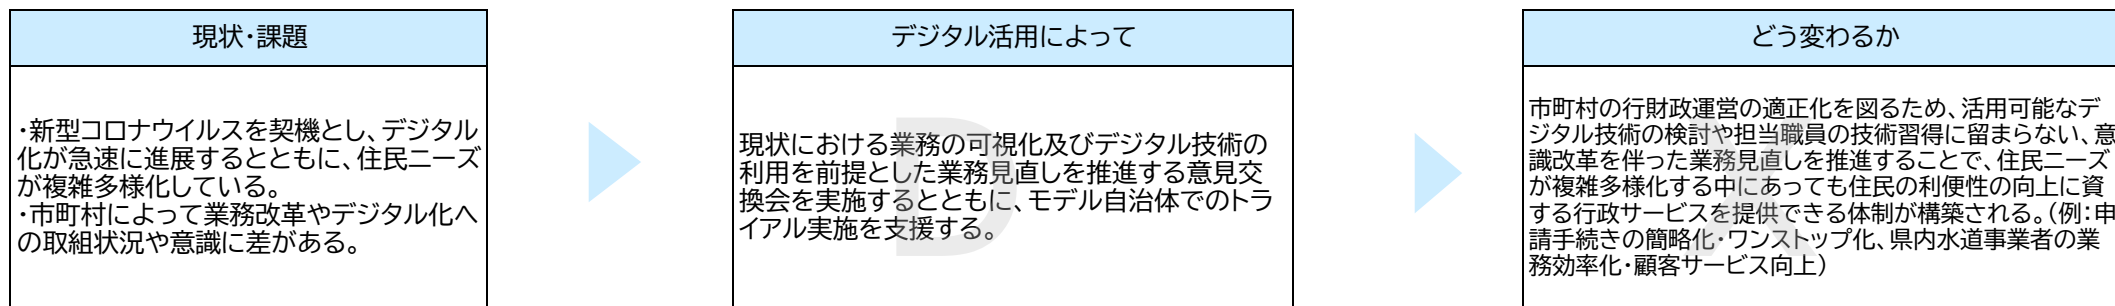 現状・課題
・新型コロナウイルスを契機とし、デジタル
化が急速に進展するとともに、住民ニーズ
が複雑多様化している。
・市町村によって業務改革やデジタル化へ
の取組状況や意識に差がある。
デジタル活用によって
現状における業務の可視化及びデジタル技術の
利用を前提とした業務見直しを推進する意見交
換会を実施するとともに、モデル自治体でのトラ
イアル実施を支援する。
D
どう変わるか
市町村の行財政運営の適正化を図るため、活用可能なデ
ジタル技術の検討や担当職員の技術習得に留まらない、意
識改革を伴った業務見直しを推進することで、住民ニーズ
が複雑多様化する中にあっても住民の利便性の向上に資
する行政サービスを提供できる体制が構築される。(例：申
請手続きの簡略化・ワンストップ化、県内水道事業者の業
務効率化・顧客サービス向上)
X